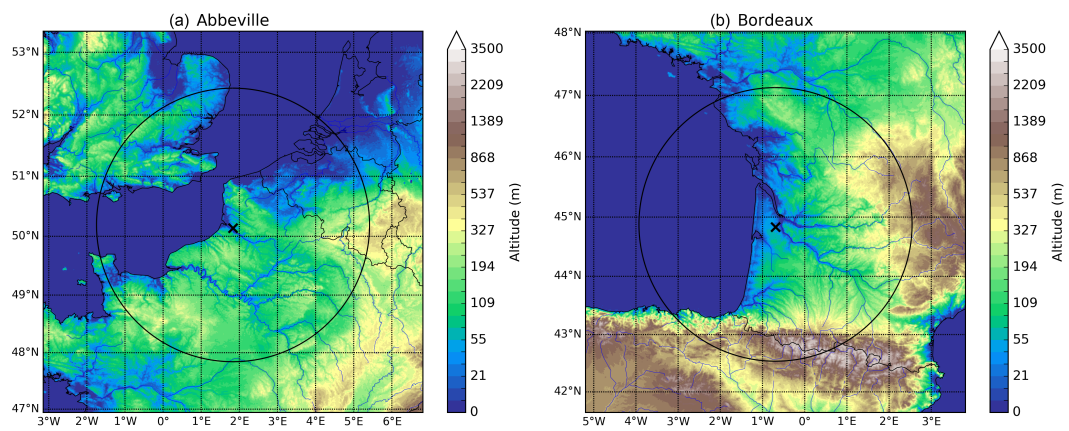 (a) Abbeville
53°N
52°N
51°N
50°N
49°N
48°N
47°N
3°W 2°W 1°W 0° 1°E 2°E 3°E 4°E 5°E 6°E
3500
2209
1389
868
537
327
194
109
55
21
0
Altitude (m)
(b) Bordeaux
48°N
47°N
46°N
45°N
44°N
43°N
42°N
5°W 4°W 3°W 2°W 1°W 0° 1°E 2°E 3°E
3500
2209
1389
868
537
327
194
109
55
21
0
Altitude (m)